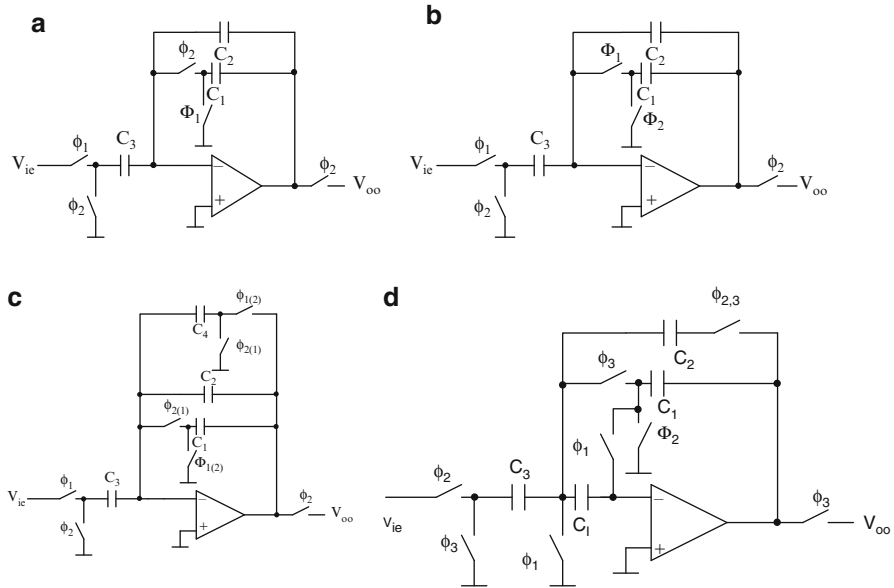 a
ϕ2
C2
C1
Φ1
ϕ1
C3
Vie
ϕ2
−
+
ϕ2
Voo
b
Φ1
C2
C1
Φ2
ϕ1
C3
Vie
ϕ2
−
+
ϕ2
Voo
c
ϕ1(2)
C4
ϕ2(1)
C2
ϕ2(1)
C1
Φ1(2)
ϕ1
C3
Vie
ϕ2
−
+
ϕ2
Voo
d
ϕ2,3
C2
ϕ3
C1
Φ2
ϕ1
ϕ2
C3
CI
vie
ϕ3
ϕ1
−
+
ϕ3
Voo